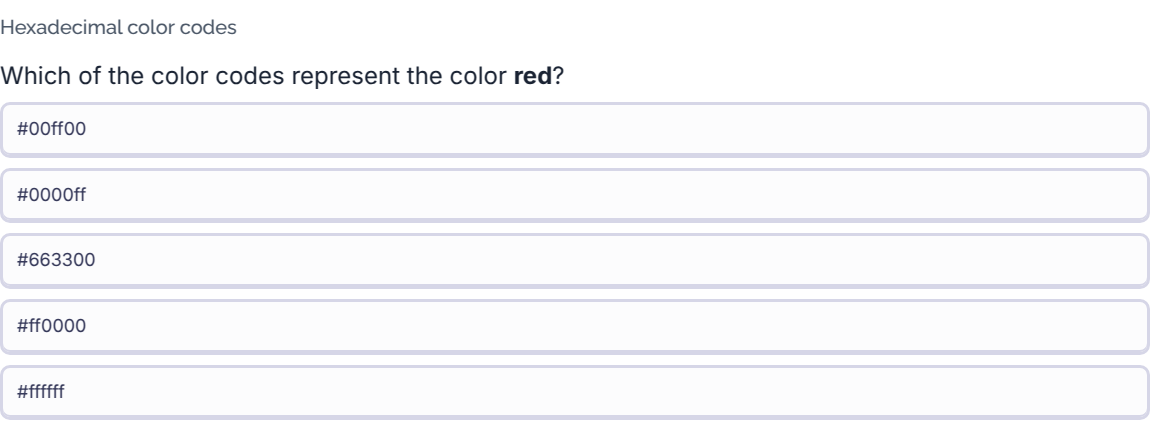 Hexadecimal color codes
Which of the color codes represent the color red?
#00ff00
#0000ff
#663300
#ff0000
#ffffff